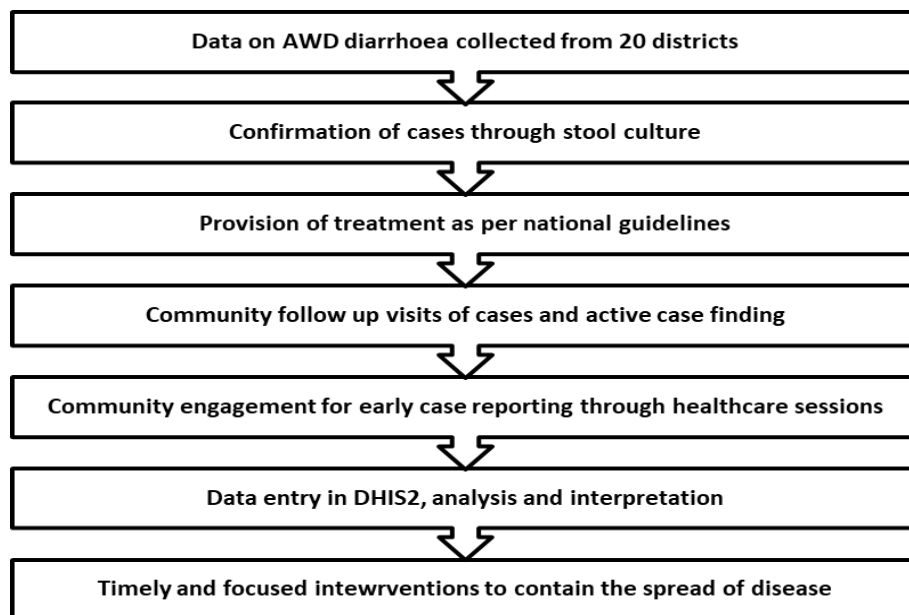 Data on AWD diarrhoea collected from 20 districts
Confirmation of cases through stool culture
Provision of treatment as per national guidelines
Community follow up visits of cases and active case finding
Community engagement for early case reporting through healthcare sessions
Data entry in DHIS2, analysis and interpretation
Timely and focused intewrventions to contain the spread of disease